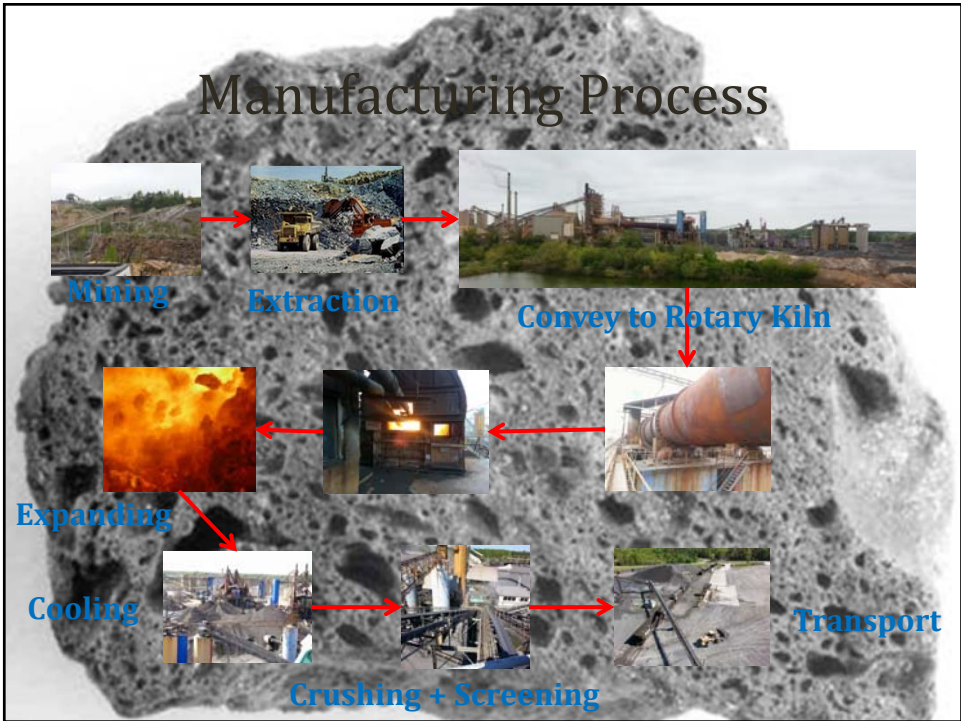 Manufacturing Process
Mining
Extraction
Convey to Rotary Kiln
Expanding
Cooling
Transport
Crushing + Screening